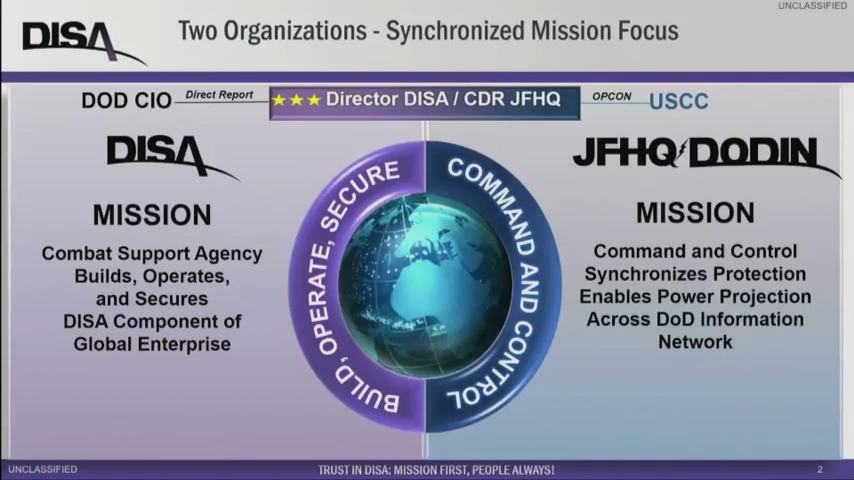 UNCLASSIFIED
DISA
Two Organizations - Synchronized Mission Focus
DOD CIO
Direct Report
★★★ Director DISA / CDR JFHQ
OPCON
USCC
DISA
MISSION
Combat Support Agency
Builds, Operates,
and Secures
DISA Component of
Global Enterprise
BUILD, OPERATE, SECURE
COMMAND AND CONTROL
JFHQ DODIN
MISSION
Command and Control
Synchronizes Protection
Enables Power Projection
Across DoD Information
Network
UNCLASSIFIED
TRUST IN DISA: MISSION FIRST, PEOPLE ALWAYS!
2